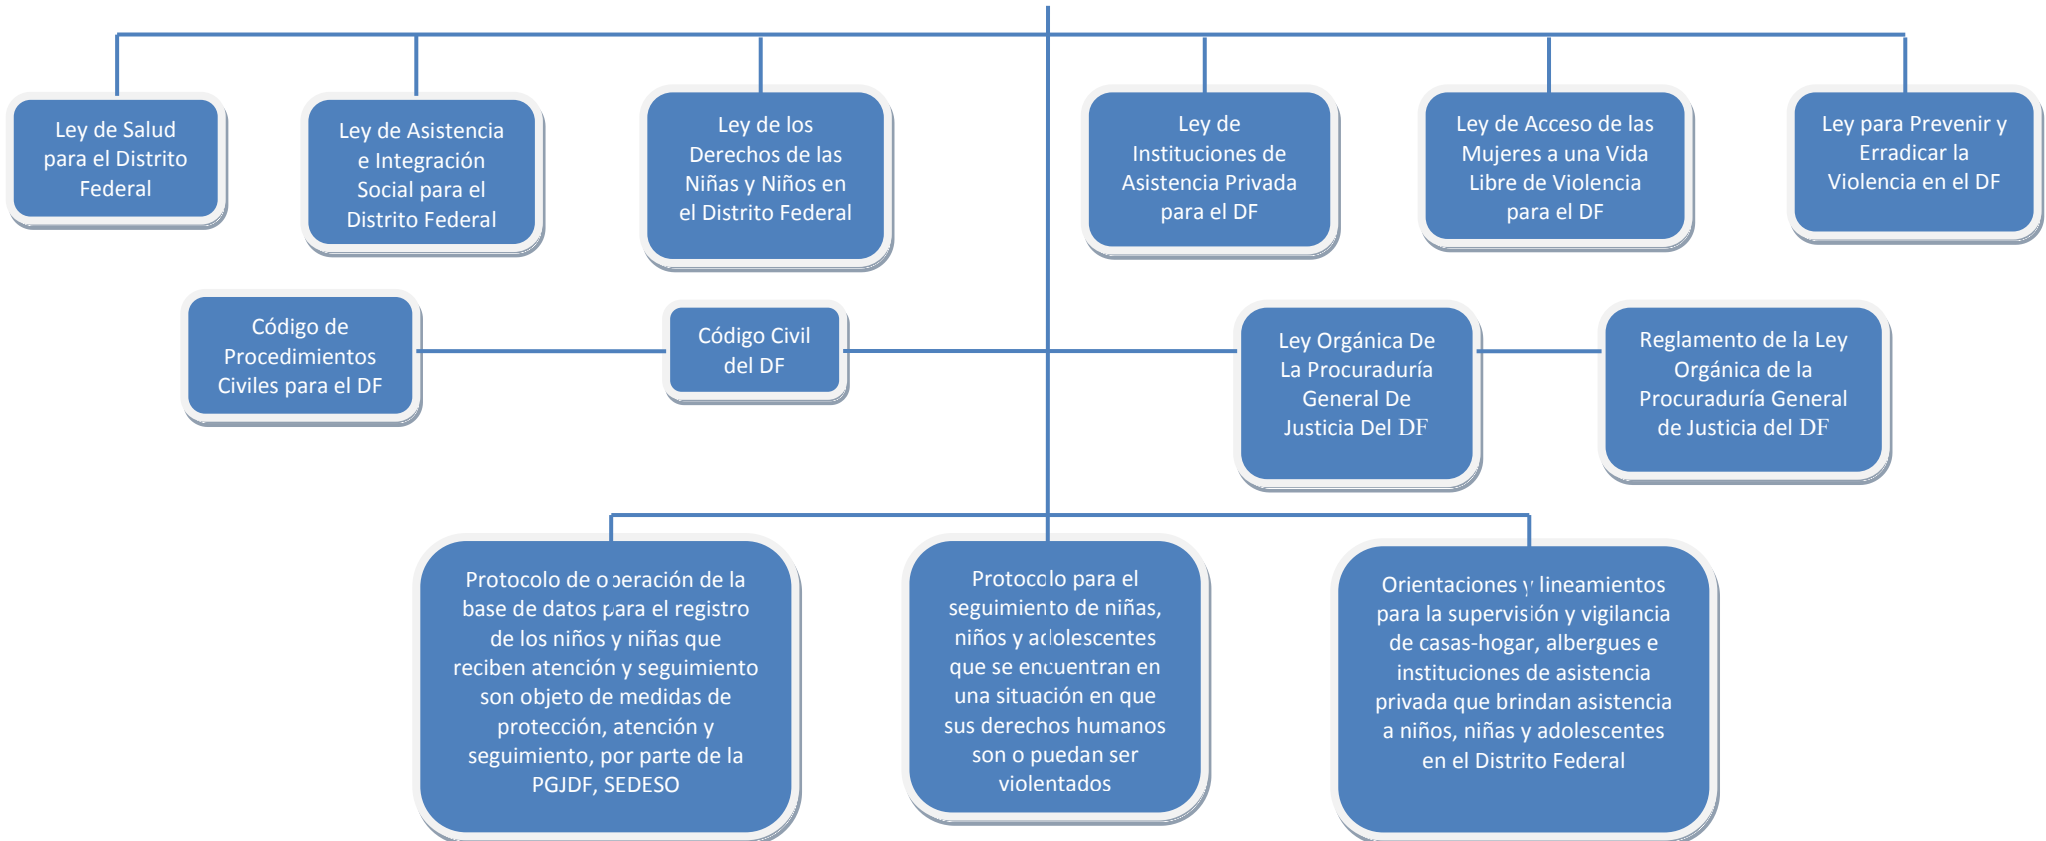 Ley de Salud
para el Distrito
Federal
Ley de Asistencia
e Integración
Social para el
Distrito Federal
Ley de los
Derechos de las
Niñas y Niños en
el Distrito Federal
Ley de
Instituciones de
Asistencia Privada
para el DF
Ley de Acceso de las
Mujeres a una Vida
Libre de Violencia
para el DF
Ley para Prevenir y
Erradicar la
Violencia en el DF
Código de
Procedimientos
Civiles para el DF
Código Civil
del DF
Ley Orgánica De
La Procuraduría
General De
Justicia Del DF
Reglamento de la Ley
Orgánica de la
Procuraduría General
de Justicia del DF
Protocolo de operación de la
base de datos para el registro
de los niños y niñas que
reciben atención y seguimiento
son objeto de medidas de
protección, atención y
seguimiento, por parte de la
PGJDF, SEDESO
Protocolo para el
seguimiento de niñas,
niños y adolescentes
que se encuentran en
una situación en que
sus derechos humanos
son o puedan ser
violentados
Orientaciones y lineamientos
para la supervisión y vigilancia
de casas-hogar, albergues e
instituciones de asistencia
privada que brindan asistencia
a niños, niñas y adolescentes
en el Distrito Federal